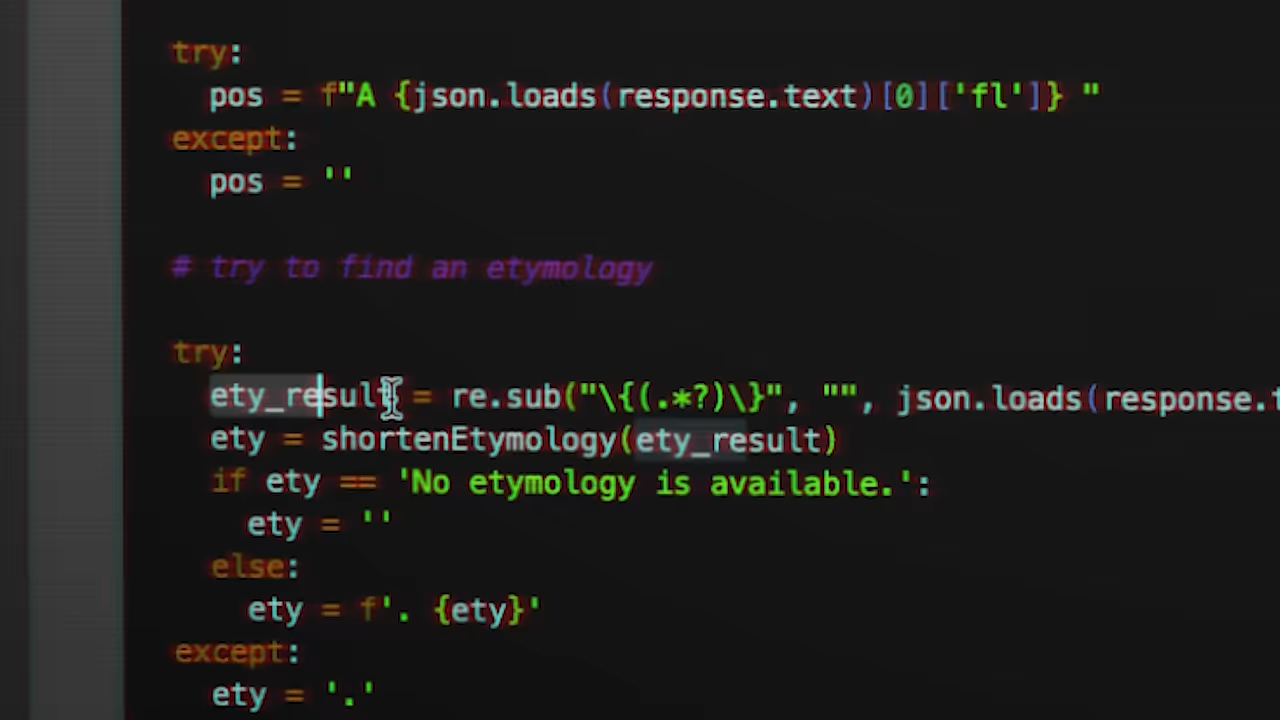 try:
pos = f"A {json.loads(response.text)[0]['fl']} "
except:
pos = ''
# try to find an etymology
try:
ety_result = re.sub("\{(.*?)\}", "", json.loads(response.t
ety = shortenEtymology(ety_result)
if ety == 'No etymology is available.':
ety = ''
else:
ety = f'. {ety}'
except:
ety = '.'